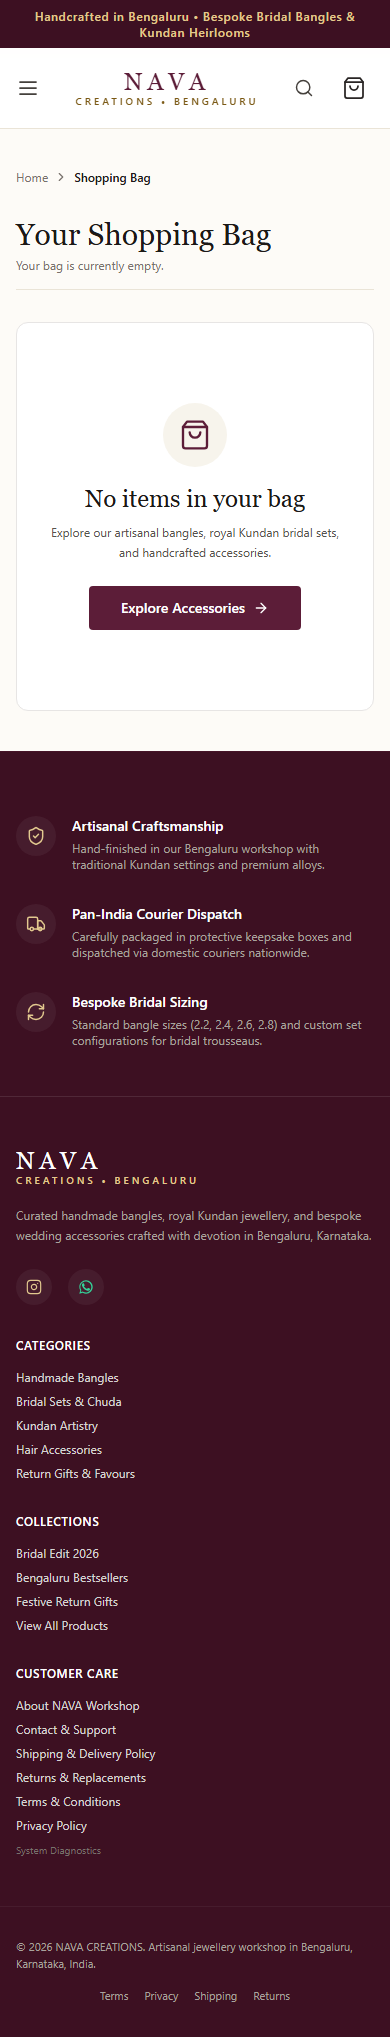 Handcrafted in Bengaluru • Bespoke Bridal Bangles &
Kundan Heirlooms
NAVA
CREATIONS • BENGALURU
Home > Shopping Bag
Your Shopping Bag
Your bag is currently empty.
No items in your bag
Explore our artisanal bangles, royal Kundan bridal sets,
and handcrafted accessories.
Explore Accessories →
Artisanal Craftsmanship
Hand-finished in our Bengaluru workshop with
traditional Kundan settings and premium alloys.
Pan-India Courier Dispatch
Carefully packaged in protective keepsake boxes and
dispatched via domestic couriers nationwide.
Bespoke Bridal Sizing
Standard bangle sizes (2.2, 2.4, 2.6, 2.8) and custom set
configurations for bridal trousseaus.
NAVA
CREATIONS • BENGALURU
Curated handmade bangles, royal Kundan jewellery, and bespoke
wedding accessories crafted with devotion in Bengaluru, Karnataka.
CATEGORIES
Handmade Bangles
Bridal Sets & Chuda
Kundan Artistry
Hair Accessories
Return Gifts & Favours
COLLECTIONS
Bridal Edit 2026
Bengaluru Bestsellers
Festive Return Gifts
View All Products
CUSTOMER CARE
About NAVA Workshop
Contact & Support
Shipping & Delivery Policy
Returns & Replacements
Terms & Conditions
Privacy Policy
System Diagnostics
© 2026 NAVA CREATIONS. Artisanal jewellery workshop in Bengaluru,
Karnataka, India.
Terms Privacy Shipping Returns